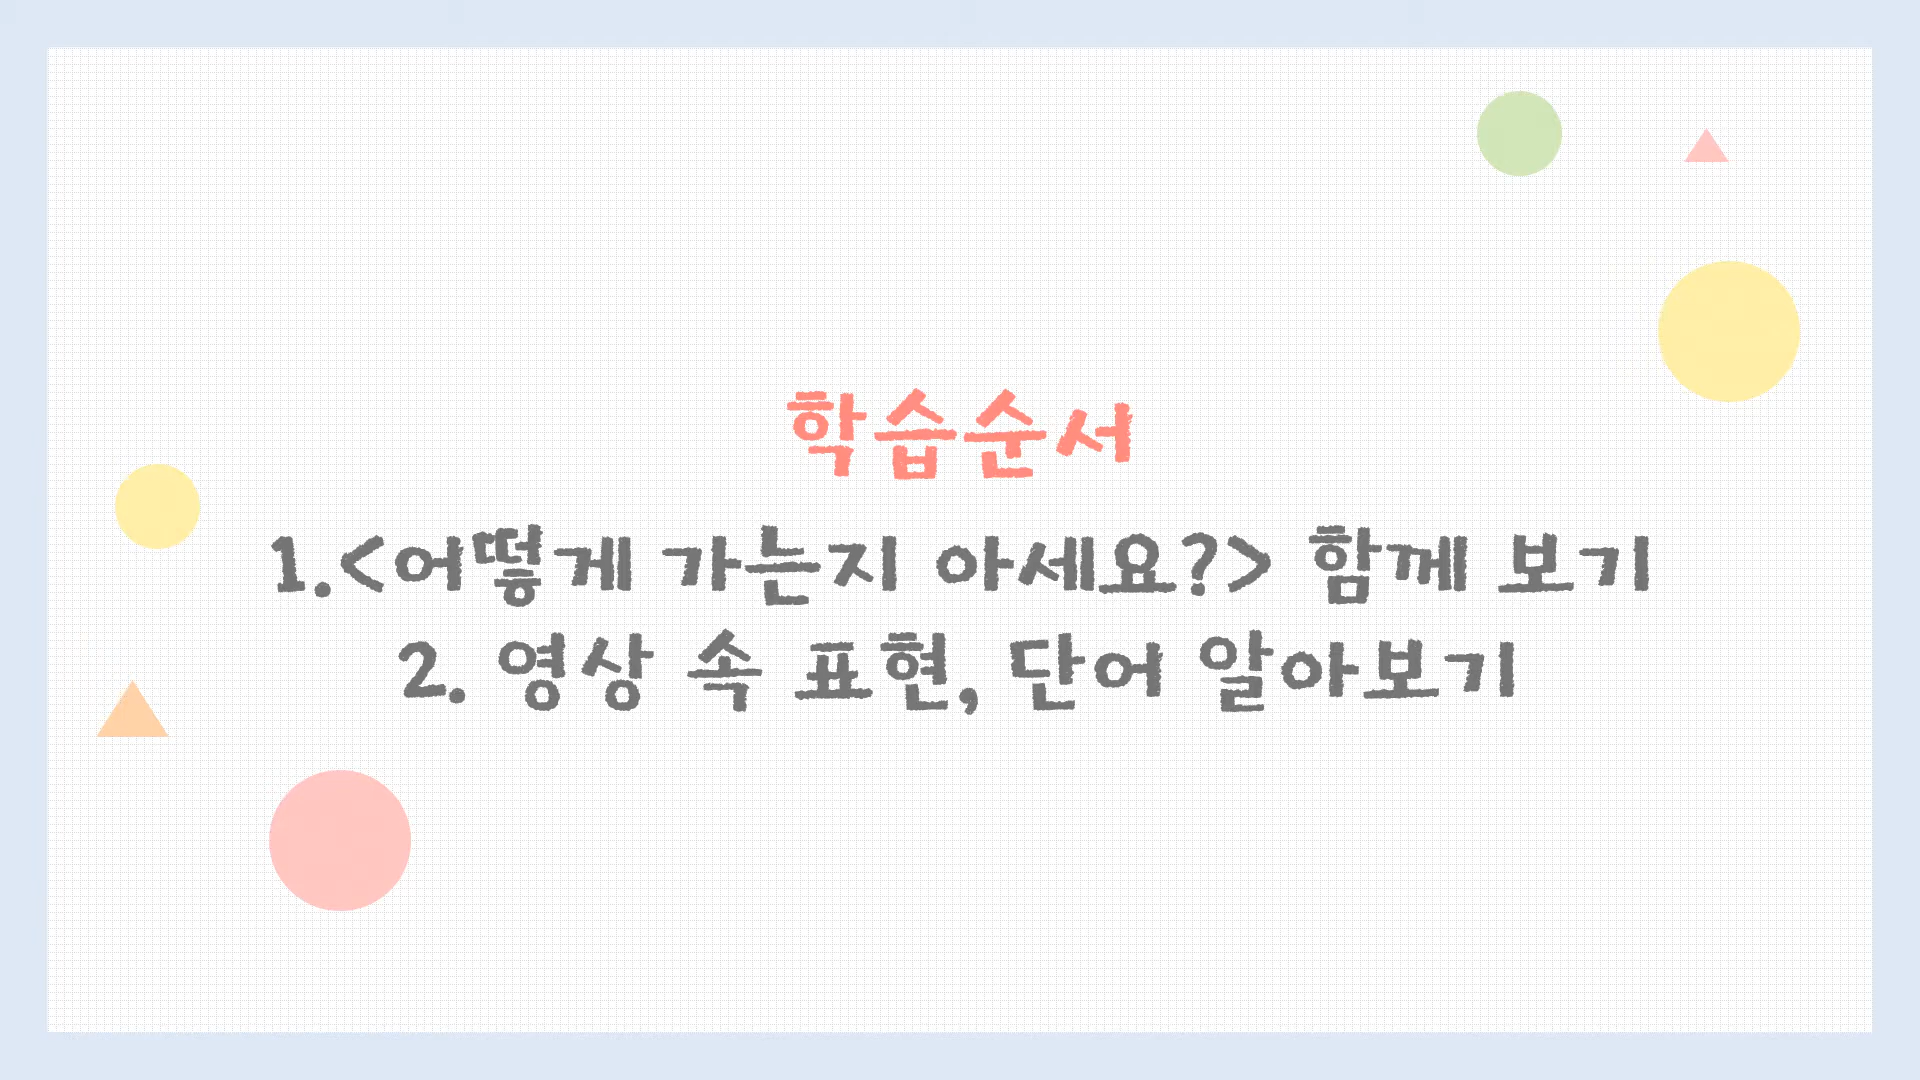 학습순서
1.<어떻게 가는지 아세요?> 함께 보기
2. 영상 속 표현, 단어 알아보기